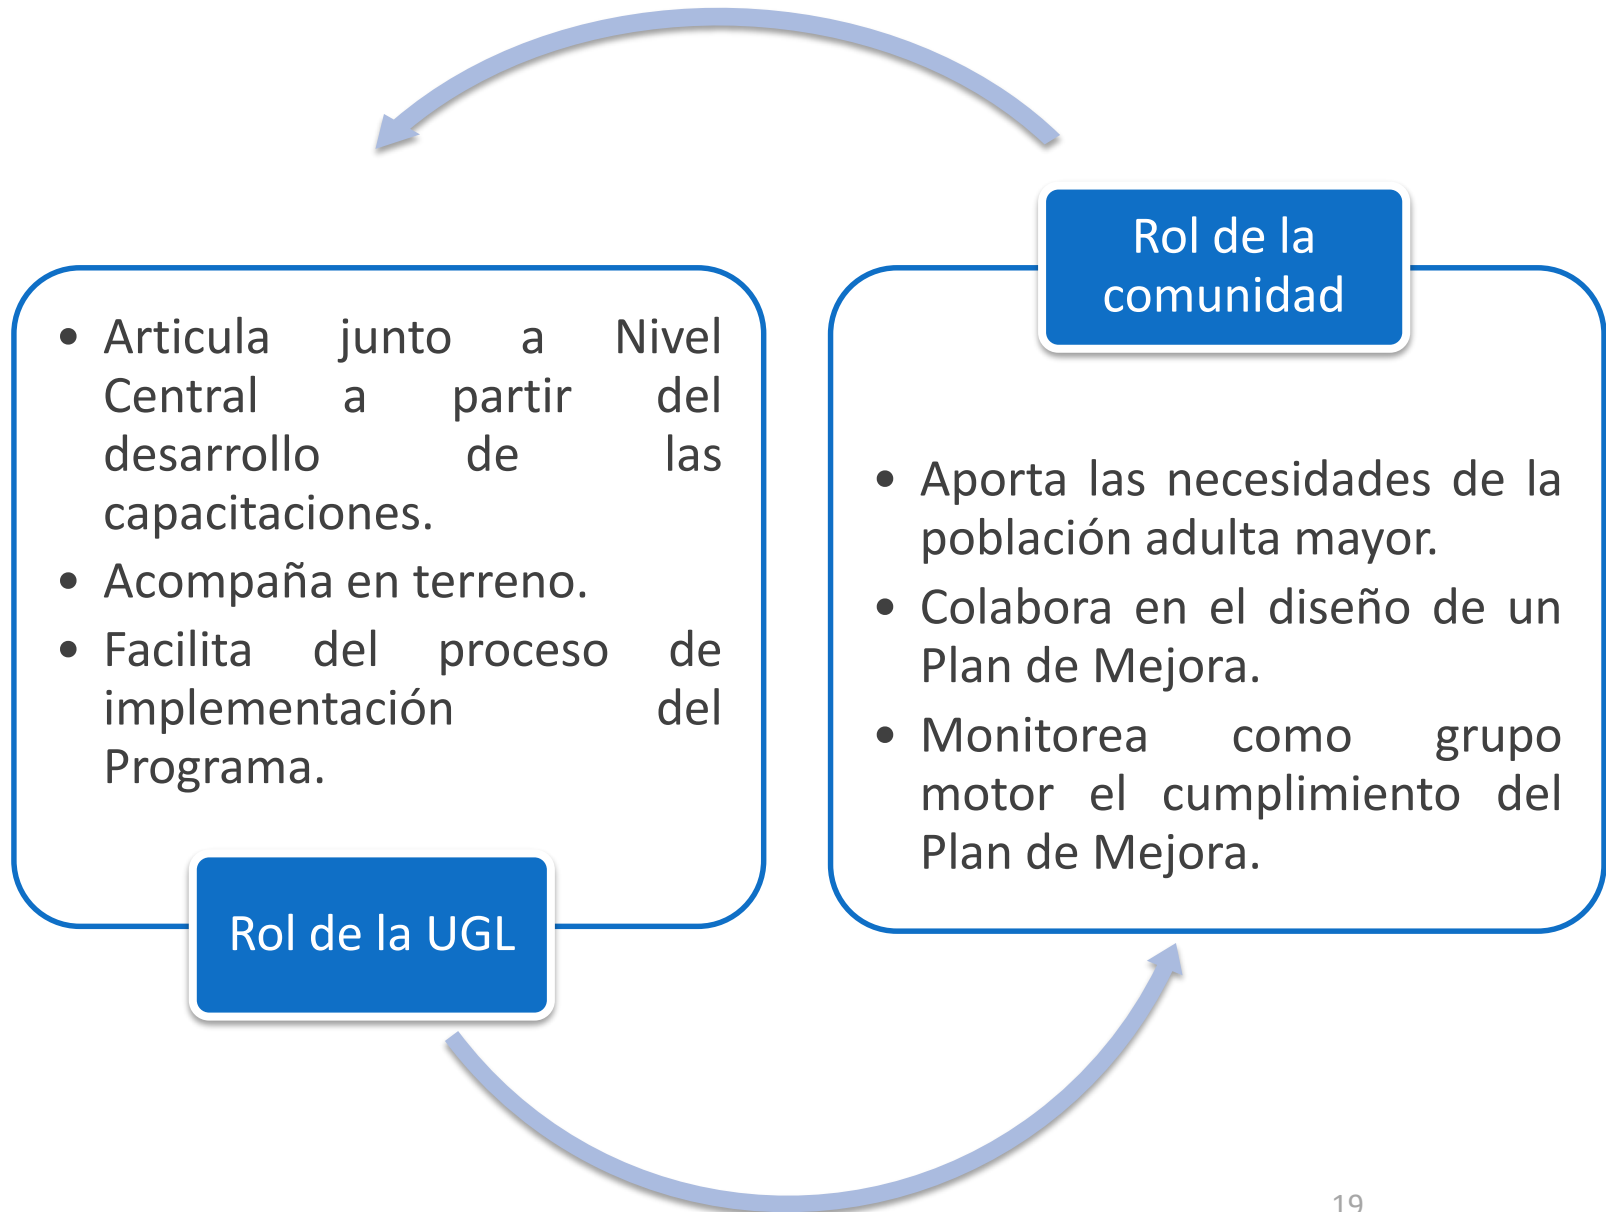 • Articula junto a Nivel
Central a partir del
desarrollo de las
capacitaciones.
• Acompaña en terreno.
• Facilita del proceso de
implementación del
Programa.
Rol de la UGL
Rol de la
comunidad
• Aporta las necesidades de la
población adulta mayor.
• Colabora en el diseño de un
Plan de Mejora.
• Monitorea como grupo
motor el cumplimiento del
Plan de Mejora.
19